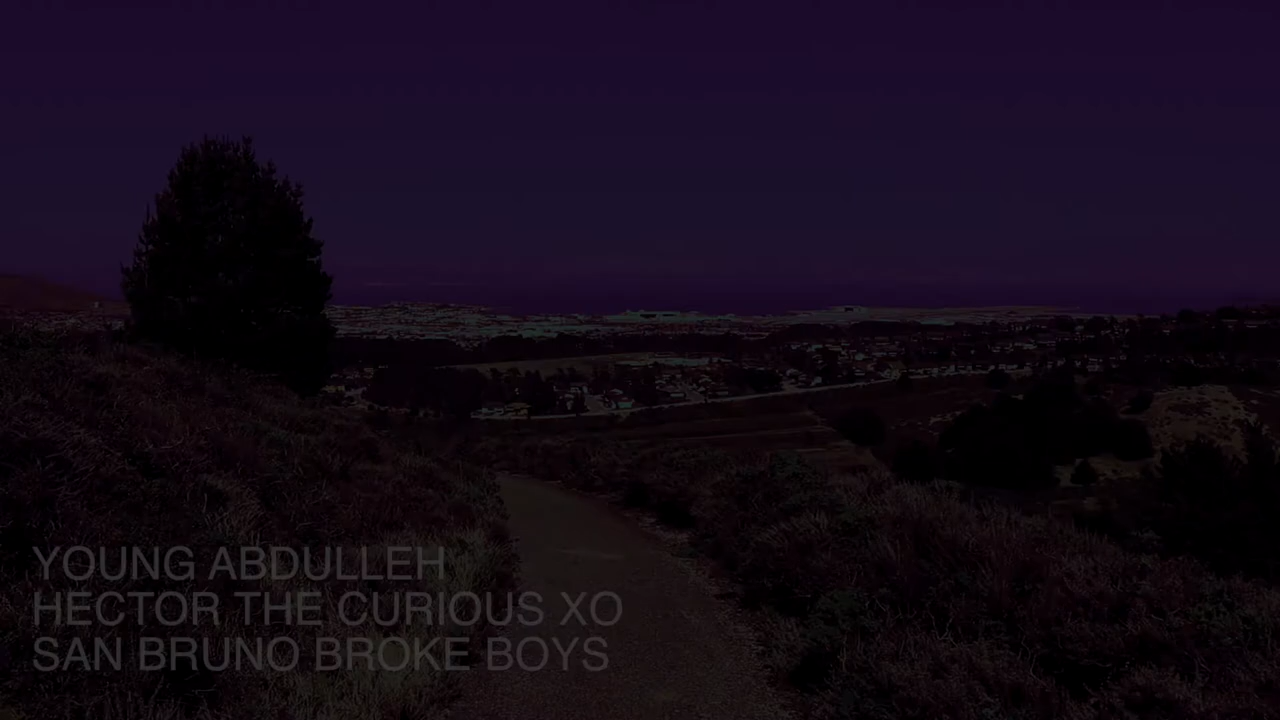 YOUNG ABDULLEH
HECTOR THE CURIOUS XO
SAN BRUNO BROKE BOYS